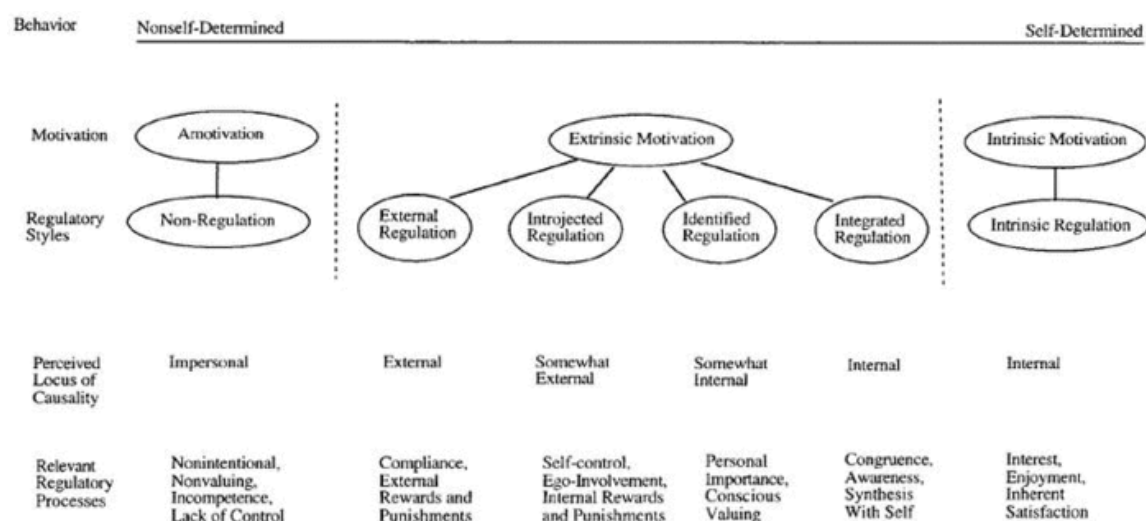 Behavior Nonself-Determined Self-Determined
Motivation Amotivation Extrinsic Motivation Intrinsic Motivation
Regulatory
Styles
Non-Regulation
External
Regulation
Introjected
Regulation
Identified
Regulation
Integrated
Regulation
Intrinsic Regulation
Perceived
Locus of
Causality
Impersonal
External
Somewhat
External
Somewhat
Internal
Internal
Internal
Relevant
Regulatory
Processes
Nonintentional,
Nonvaluing,
Incompetence,
Lack of Control
Compliance,
External
Rewards and
Punishments
Self-control,
Ego-Involvement,
Internal Rewards
and Punishments
Personal
Importance,
Conscious
Valuing
Congruence,
Awareness,
Synthesis
With Self
Interest,
Enjoyment,
Inherent
Satisfaction